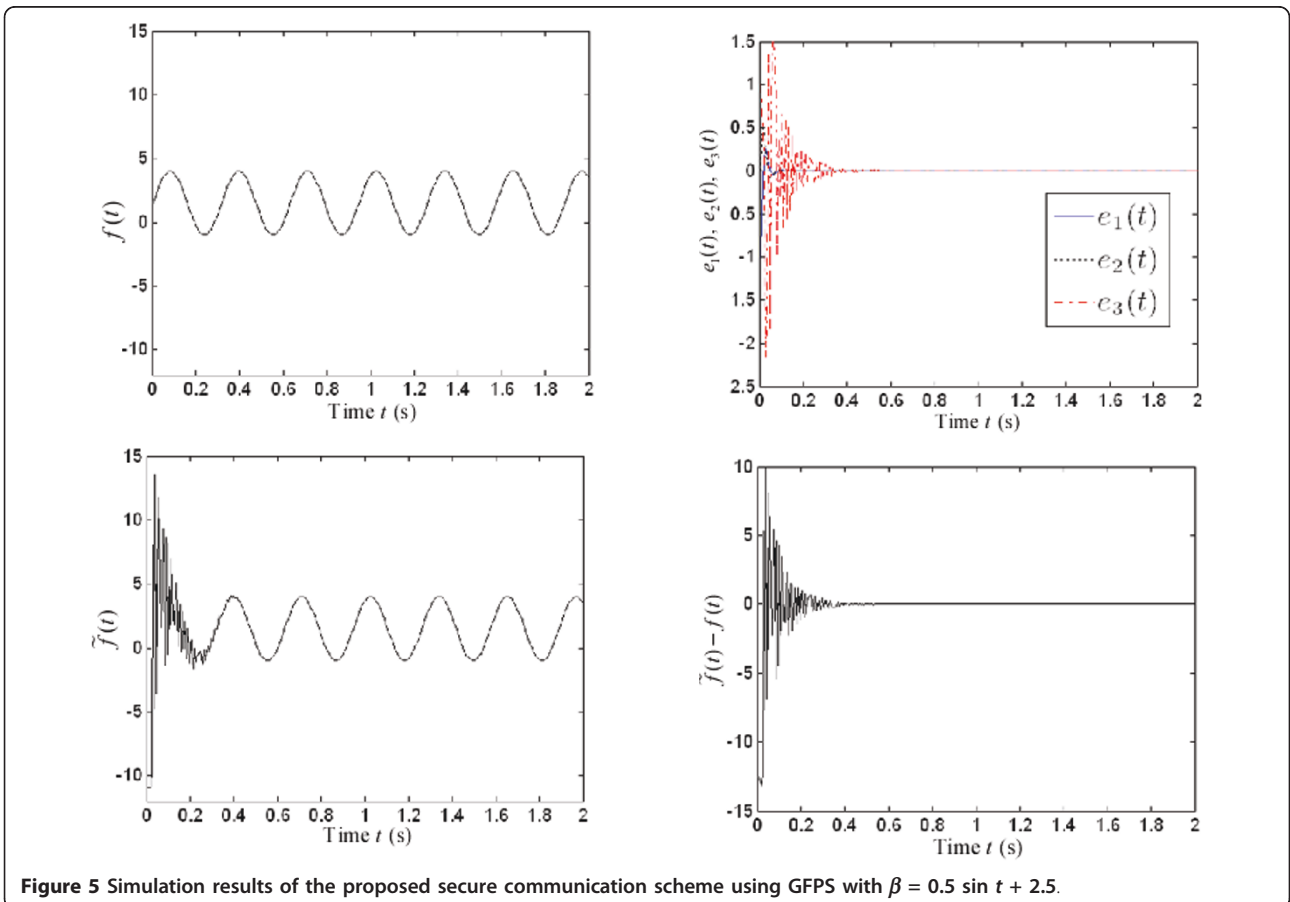 15
10
5
0
-5
-10
f(t)
0 0.2 0.4 0.6 0.8 1 1.2 1.4 1.6 1.8 2
Time t (s)
1.5
1
0.5
0
0.5
-1
1.5
-2
2.5
e1(t), e2(t), e3(t)
e1(t)
e2(t)
e3(t)
0 0.2 0.4 0.6 0.8 1 1.2 1.4 1.6 1.8 2
Time t (s)
15
10
5
0
-5
-10
f̃(t)
0 0.2 0.4 0.6 0.8 1 1.2 1.4 1.6 1.8 2
Time t (s)
10
5
0
-5
-10
-15
f̃(t) – f(t)
0 0.2 0.4 0.6 0.8 1 1.2 1.4 1.6 1.8 2
Time t (s)
Figure 5 Simulation results of the proposed secure communication scheme using GFPS with β = 0.5 sin t + 2.5.